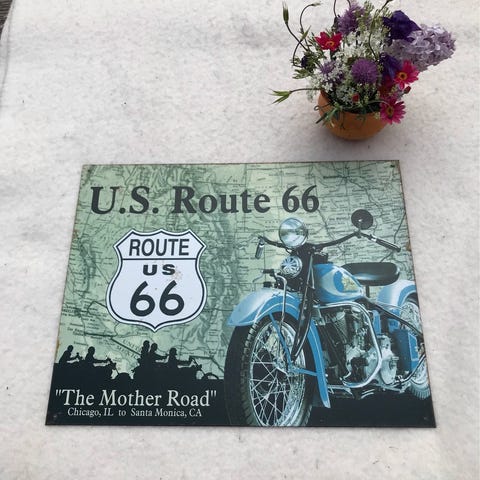 U.S. Route 66
ROUTE
US
66
"The Mother Road"
Chicago, IL to Santa Monica, CA